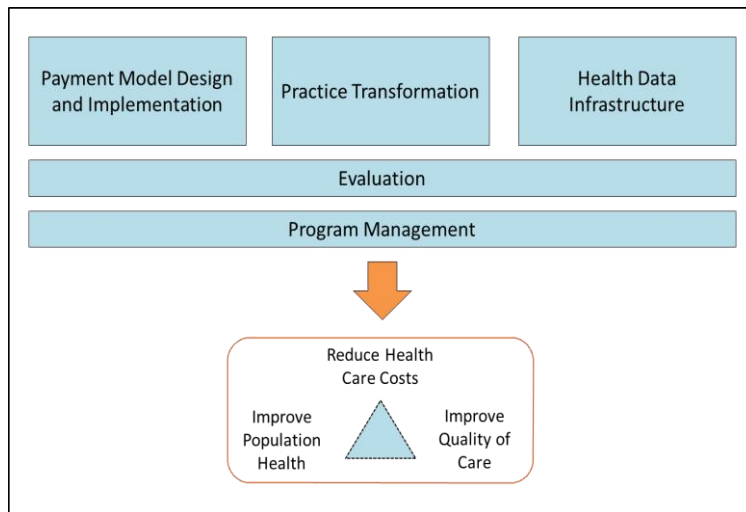 Payment Model Design
and Implementation
Practice Transformation
Health Data
Infrastructure
Evaluation
Program Management
Reduce Health
Care Costs
Improve
Population
Health
Improve
Quality of
Care